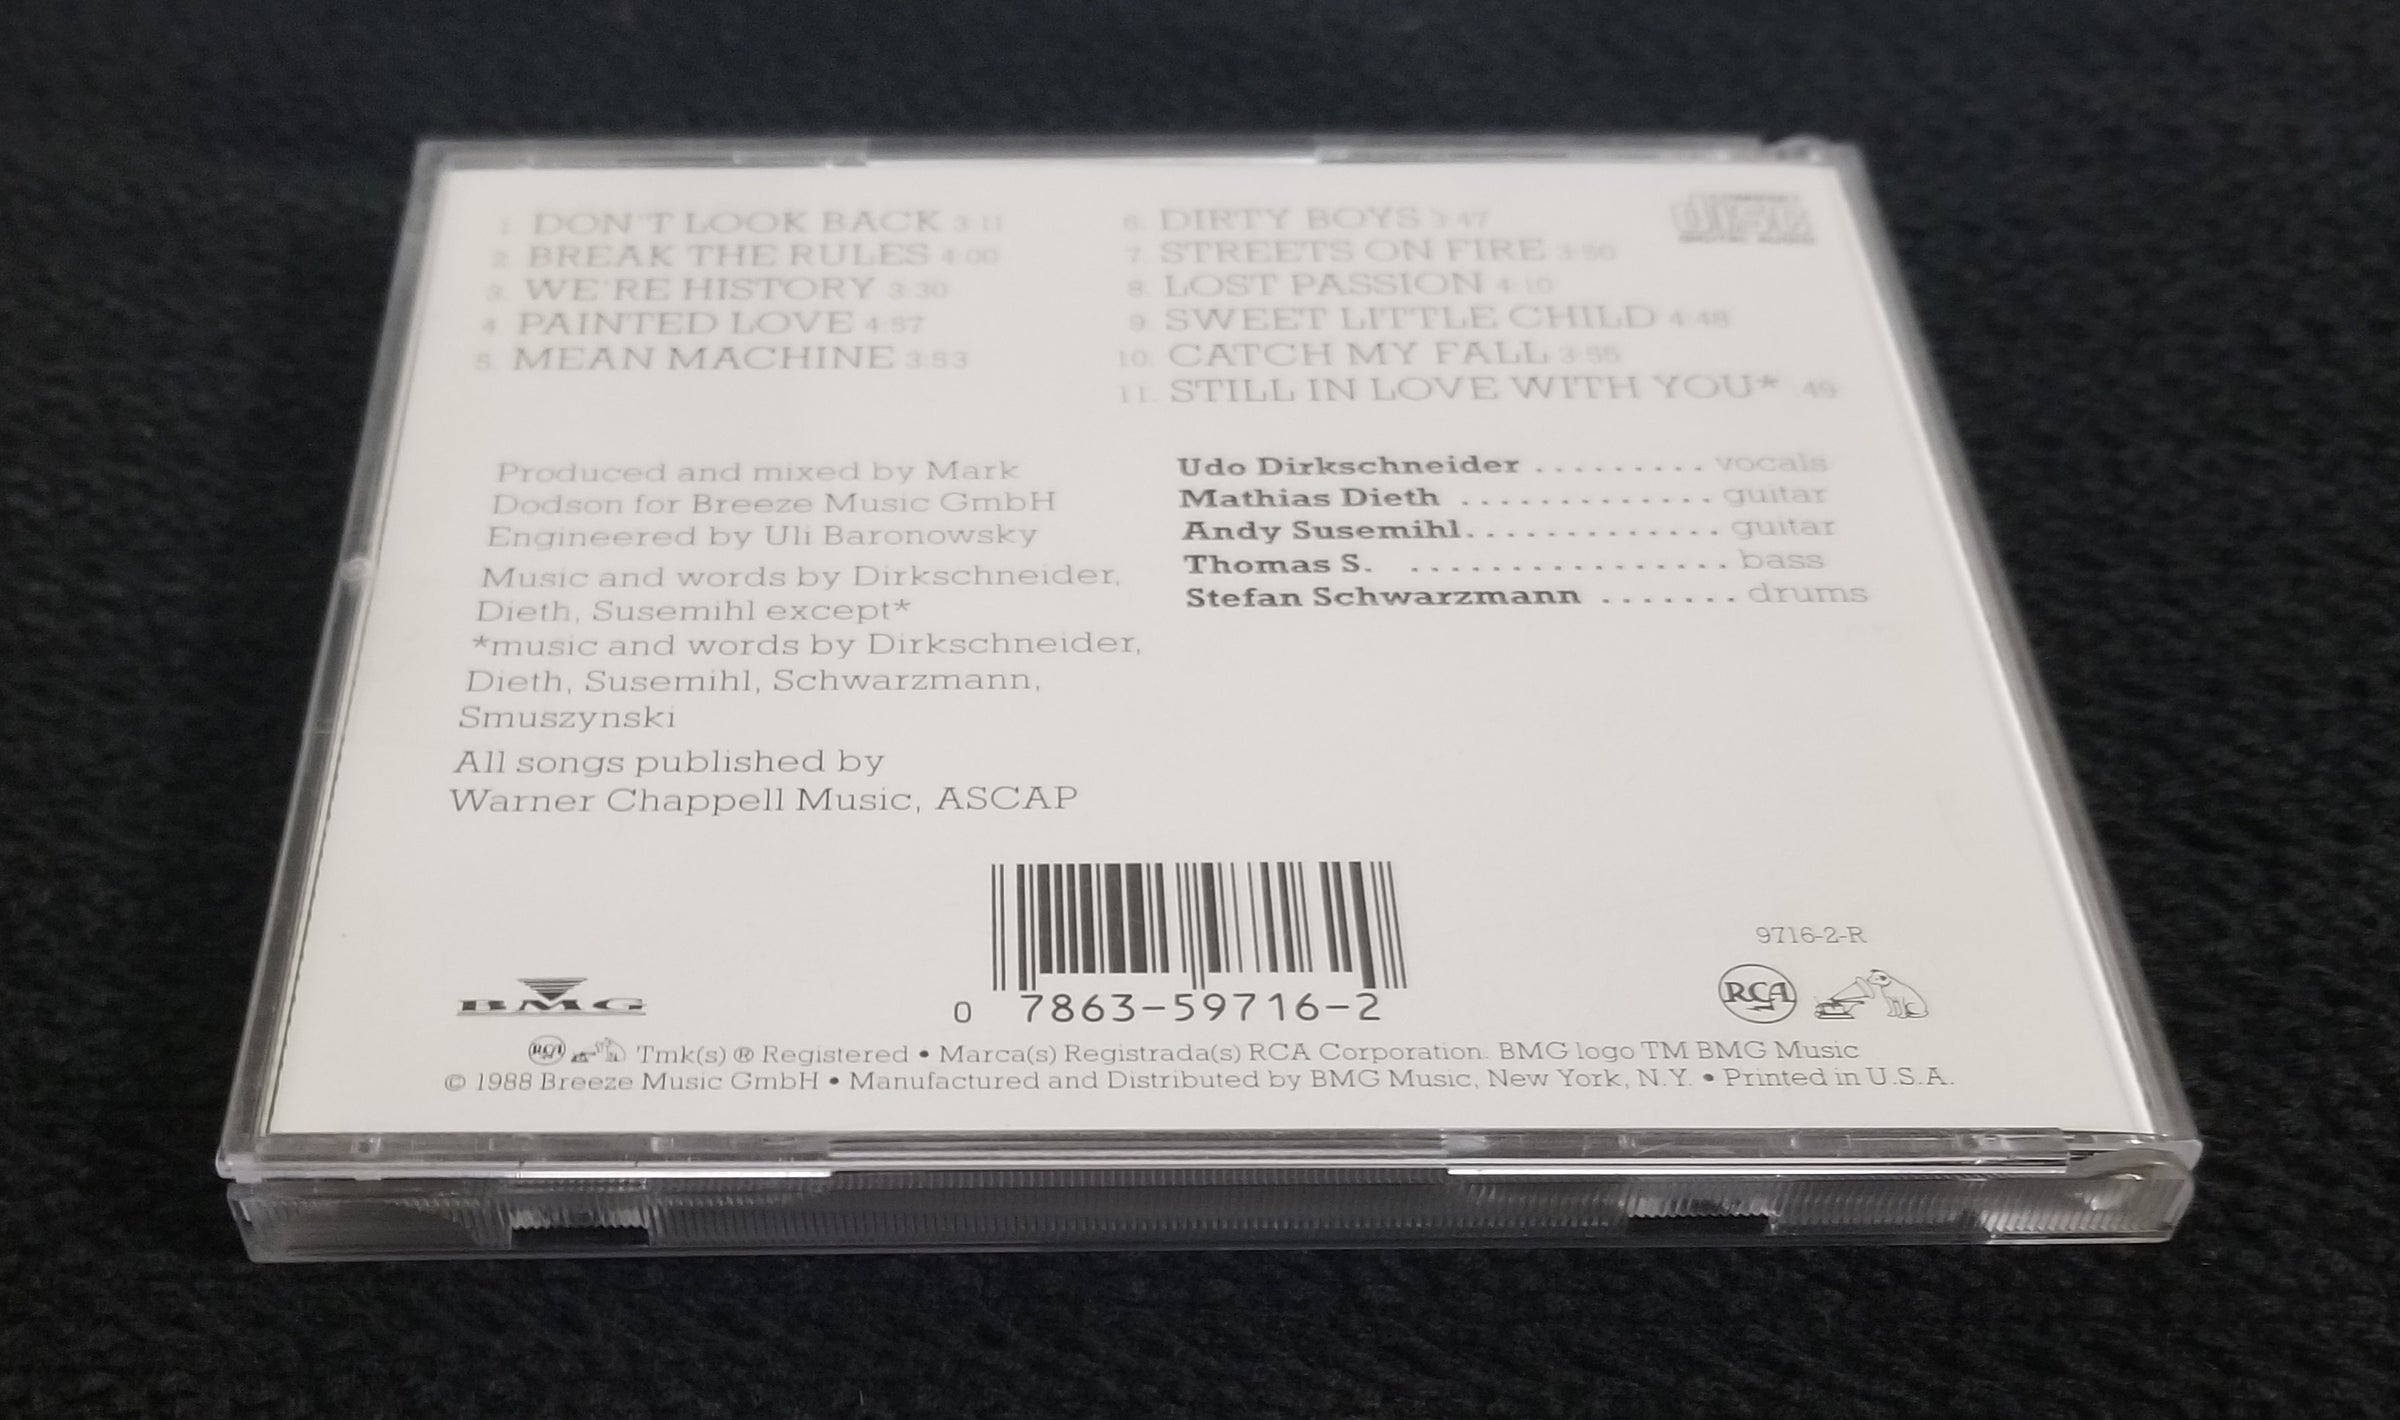 1. DON'T LOOK BACK 3:11
2. BREAK THE RULES 4:00
3. WE'RE HISTORY 3:30
4. PAINTED LOVE 4:57
5. MEAN MACHINE 3:53
6. DIRTY BOYS 3:47
7. STREETS ON FIRE 3:50
8. LOST PASSION 4:10
9. SWEET LITTLE CHILD 4:48
10. CATCH MY FALL 3:55
11. STILL IN LOVE WITH YOU* :49
DIGITAL AUDIO
Produced and mixed by Mark
Dodson for Breeze Music GmbH
Engineered by Uli Baronowsky
Music and words by Dirkschneider,
Dieth, Susemihl except*
*music and words by Dirkschneider,
Dieth, Susemihl, Schwarzmann,
Smuszynski
All songs published by
Warner Chappell Music, ASCAP
Udo Dirkschneider ......... vocals
Mathias Dieth ............. guitar
Andy Susemihl............. guitar
Thomas S. ................ bass
Stefan Schwarzmann ....... drums
0 7863-59716-2
9716-2-R
BMG
RCA
RCA Tmk(s) ® Registered • Marca(s) Registrada(s) RCA Corporation. BMG logo TM BMG Music
© 1988 Breeze Music GmbH • Manufactured and Distributed by BMG Music, New York, N.Y. • Printed in U.S.A.